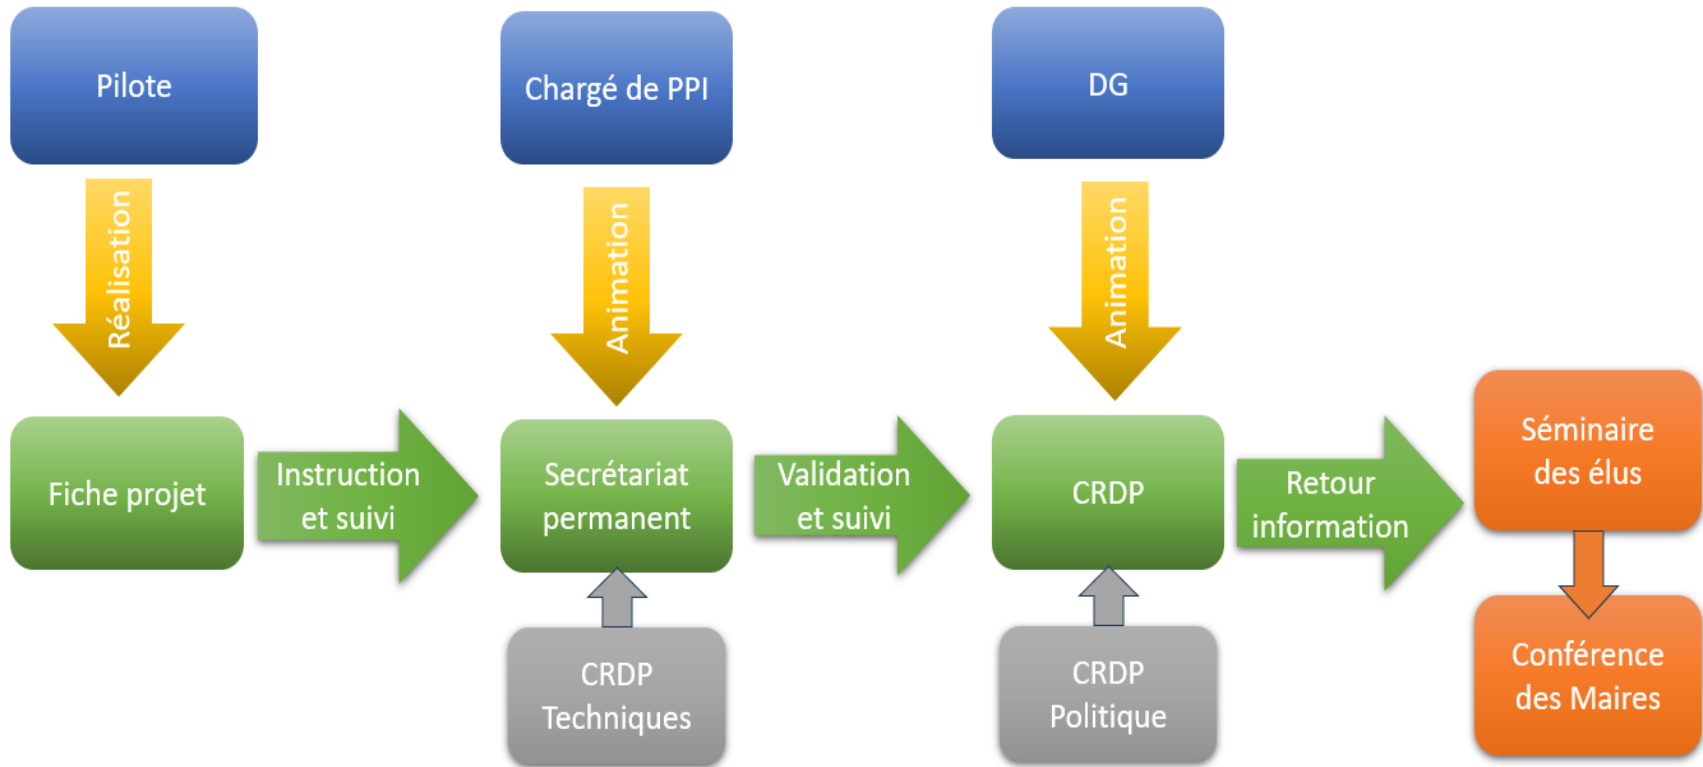 Pilote
Chargé de PPI
DG
Réalisation
Animation
Animation
Fiche projet
Instruction
et suivi
Secrétariat
permanent
Validation
et suivi
CRDP
Retour
information
Séminaire
des élus
CRDP
Techniques
CRDP
Politique
Conférence
des Maires